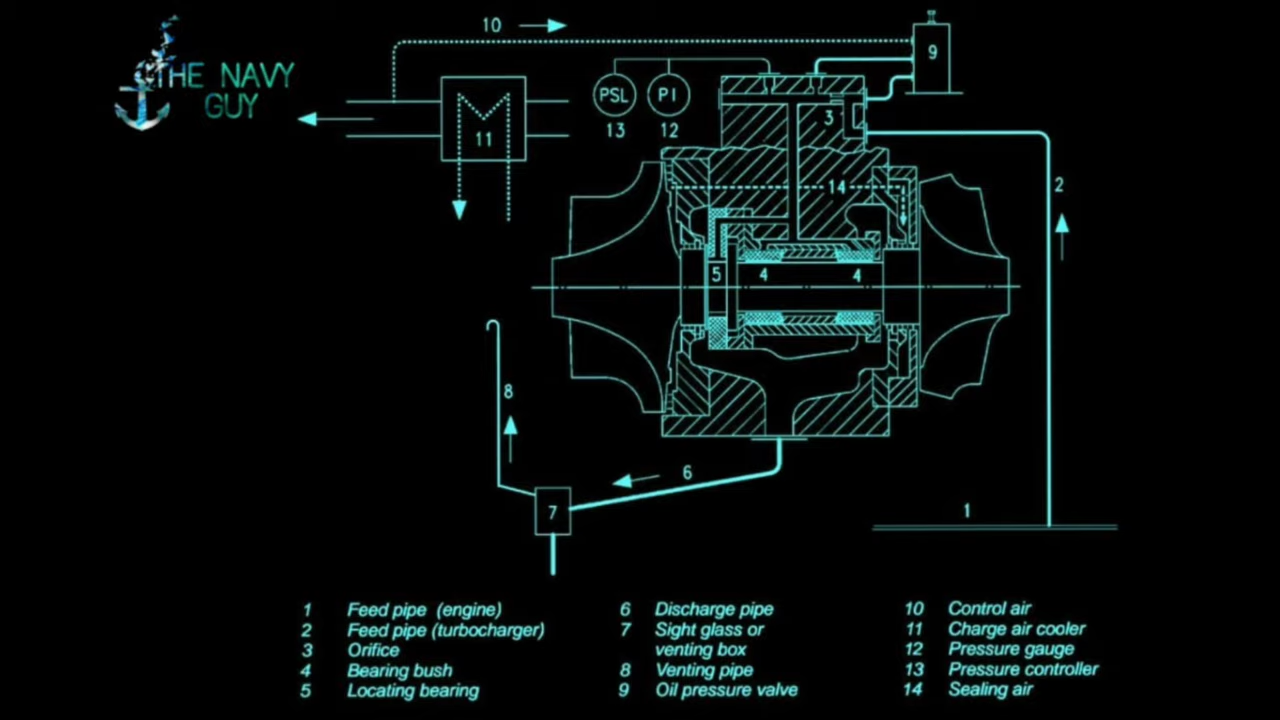 THE NAVY
GUY
10
9
PSL
PI
13
12
3
11
14
2
5
4
4
8
6
7
1
1 Feed pipe (engine)
2 Feed pipe (turbocharger)
3 Orifice
4 Bearing bush
5 Locating bearing
6 Discharge pipe
7 Sight glass or
venting box
8 Venting pipe
9 Oil pressure valve
10 Control air
11 Charge air cooler
12 Pressure gauge
13 Pressure controller
14 Sealing air